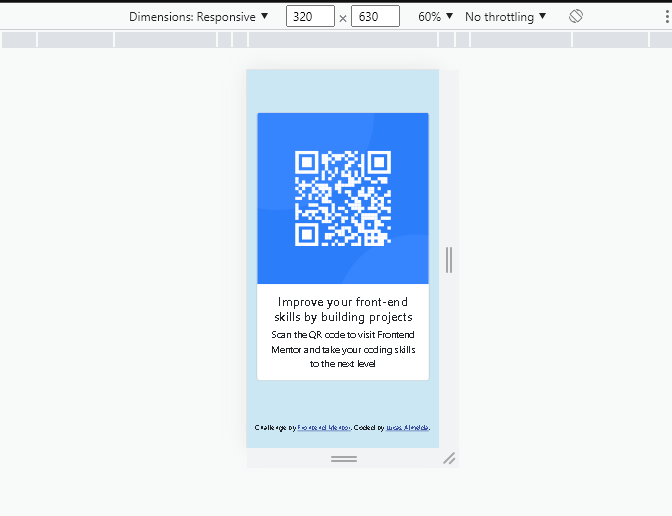 Dimensions: Responsive ▼ 320 × 630 60% ▼ No throttling ▼
Improve your front-end
skills by building projects
Scan the QR code to visit Frontend
Mentor and take your coding skills
to the next level
Challenge by Frontend Mentor. Coded by Lucas Almeida.